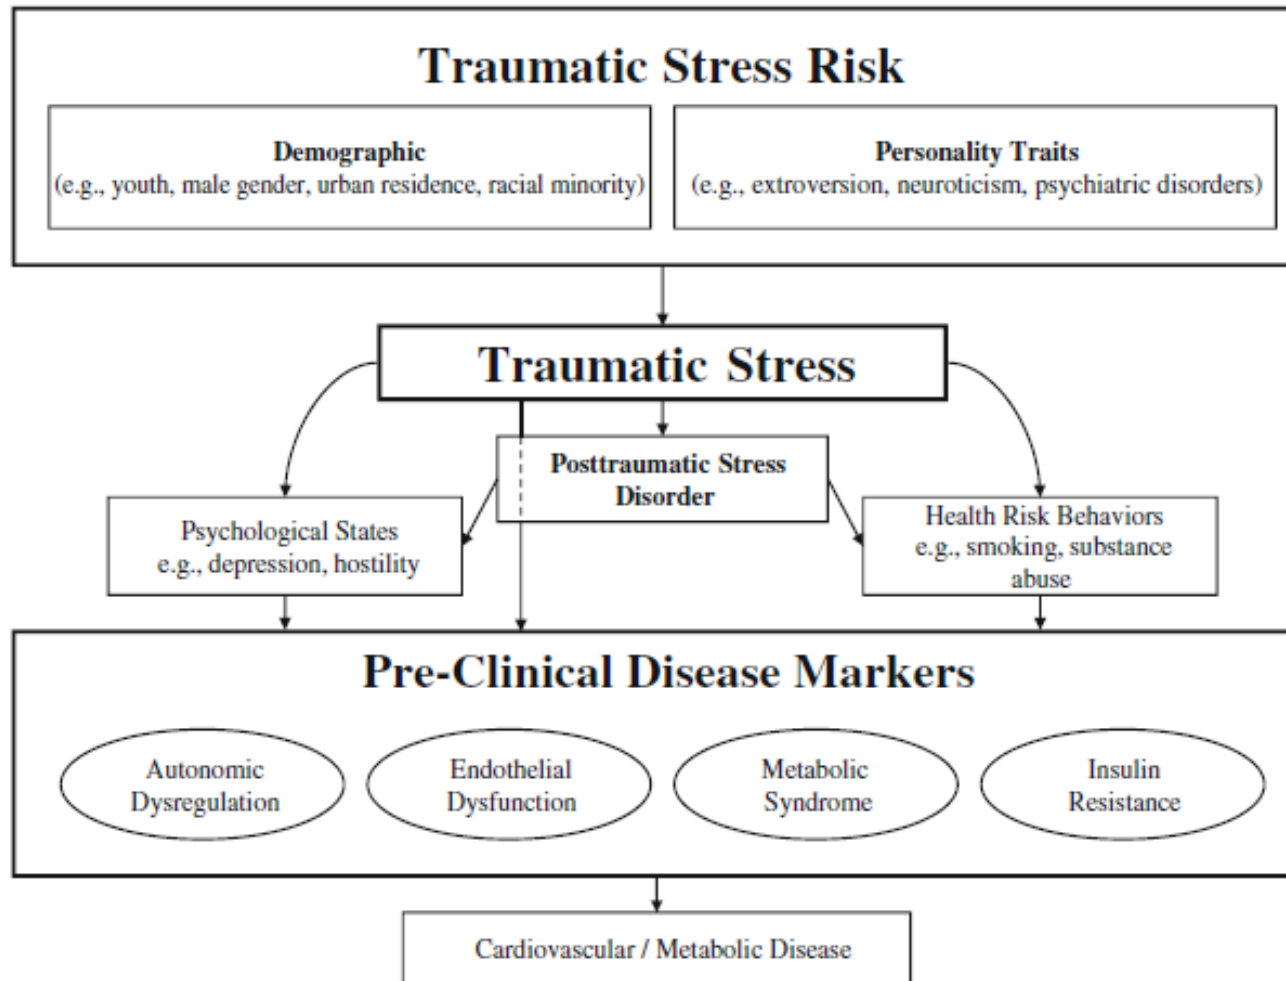 Traumatic Stress Risk
Demographic
(e.g., youth, male gender, urban residence, racial minority)
Personality Traits
(e.g., extroversion, neuroticism, psychiatric disorders)
Traumatic Stress
Posttraumatic Stress
Disorder
Psychological States
e.g., depression, hostility
Health Risk Behaviors
e.g., smoking, substance
abuse
Pre-Clinical Disease Markers
Autonomic
Dysregulation
Endothelial
Dysfunction
Metabolic
Syndrome
Insulin
Resistance
Cardiovascular / Metabolic Disease